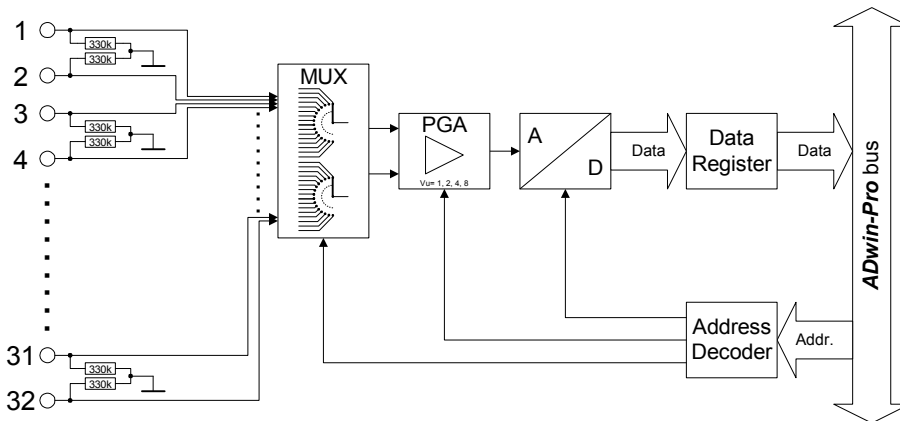 1
330k
330k
2
3
330k
330k
4
31
330k
330k
32
MUX
PGA
Vu= 1, 2, 4, 8
A
D
Data
Data
Register
Data
Address
Decoder
Addr.
ADwin-Pro bus